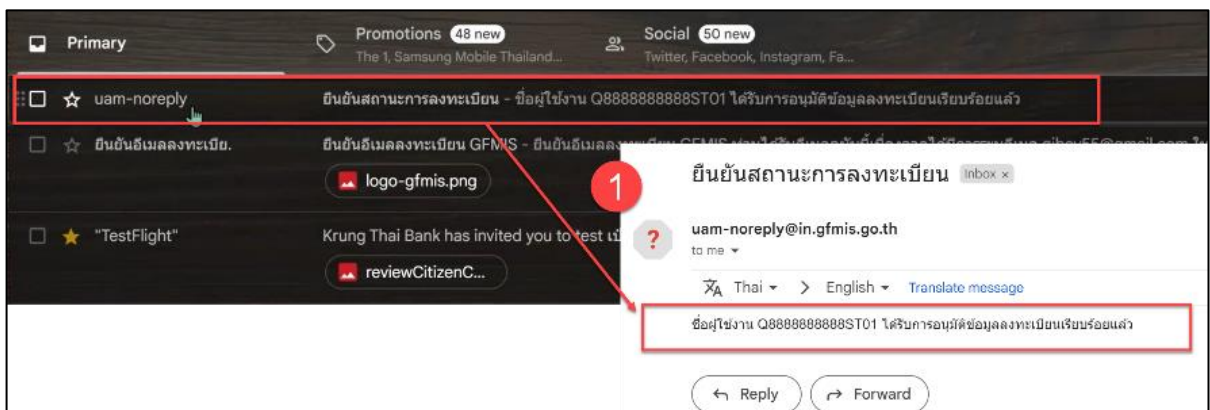 Primary
Promotions 48 new
The 1, Samsung Mobile Thailand...
Social 50 new
Twitter, Facebook, Instagram, Fa...
uam-noreply
ยืนยันสถานะการลงทะเบียน - ชื่อผู้ใช้งาน Q8888888888ST01 ได้รับการอนุมัติข้อมูลลงทะเบียนเรียบร้อยแล้ว
ยืนยันอีเมลลงทะเบีย.
ยืนยันอีเมลลงทะเบียน GFMIS - ยืนยันอีเมลลง
logo-gfmis.png
"TestFlight"
Krung Thai Bank has invited you to test
reviewCitizenC...
1
ยืนยันสถานะการลงทะเบียน Inbox ×
?
uam-noreply@in.gfmis.go.th
to me
Thai > English Translate message
ชื่อผู้ใช้งาน Q8888888888ST01 ได้รับการอนุมัติข้อมูลลงทะเบียนเรียบร้อยแล้ว
Reply Forward